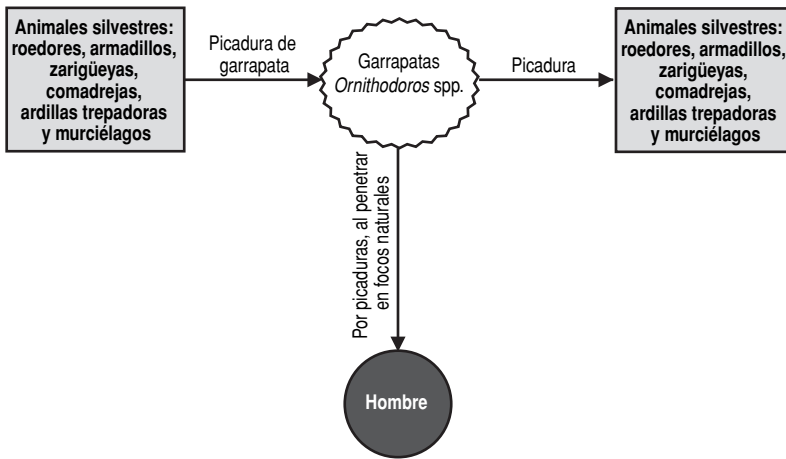 Animales silvestres:
roedores, armadillos,
zarigüeyas,
comadrejas,
ardillas trepadoras
y murciélagos
Picadura de
garrapata
Garrapatas
Ornithodoros spp.
Picadura
Animales silvestres:
roedores, armadillos,
zarigüeyas,
comadrejas,
ardillas trepadoras
y murciélagos
Por picaduras, al penetrar
en focos naturales
Hombre